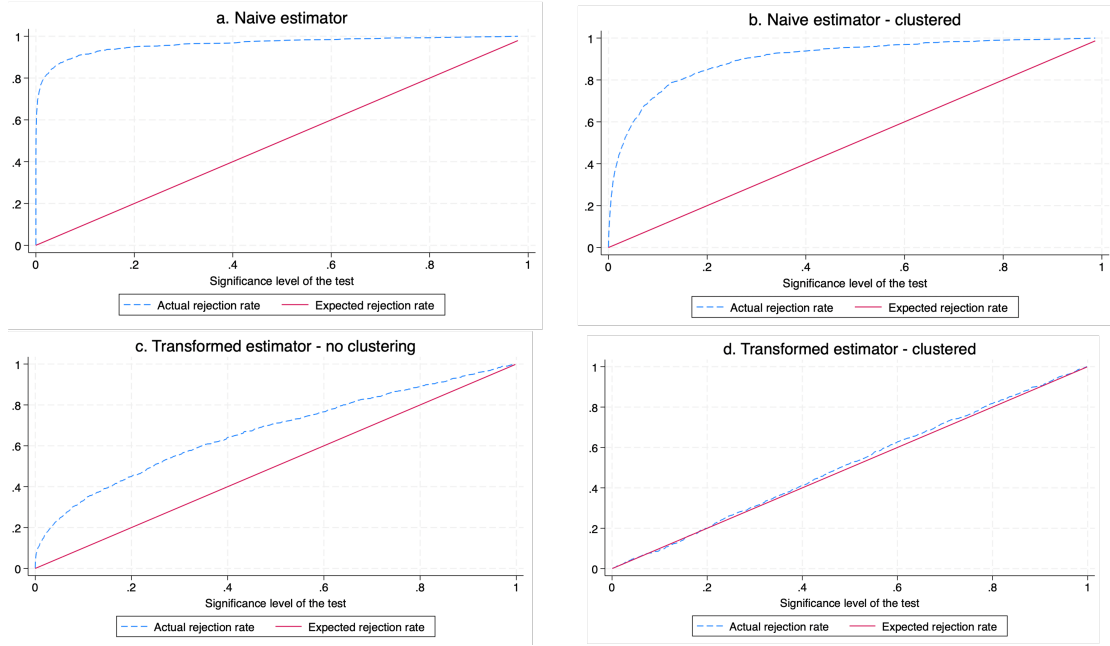 a. Naive estimator
1
.8
.6
.4
.2
0
0 .2 .4 .6 .8 1
Significance level of the test
Actual rejection rate Expected rejection rate
b. Naive estimator - clustered
1
.8
.6
.4
.2
0
0 .2 .4 .6 .8 1
Significance level of the test
Actual rejection rate Expected rejection rate
c. Transformed estimator - no clustering
1
.8
.6
.4
.2
0
0 .2 .4 .6 .8 1
Significance level of the test
Actual rejection rate Expected rejection rate
d. Transformed estimator - clustered
1
.8
.6
.4
.2
0
0 .2 .4 .6 .8 1
Significance level of the test
Actual rejection rate Expected rejection rate